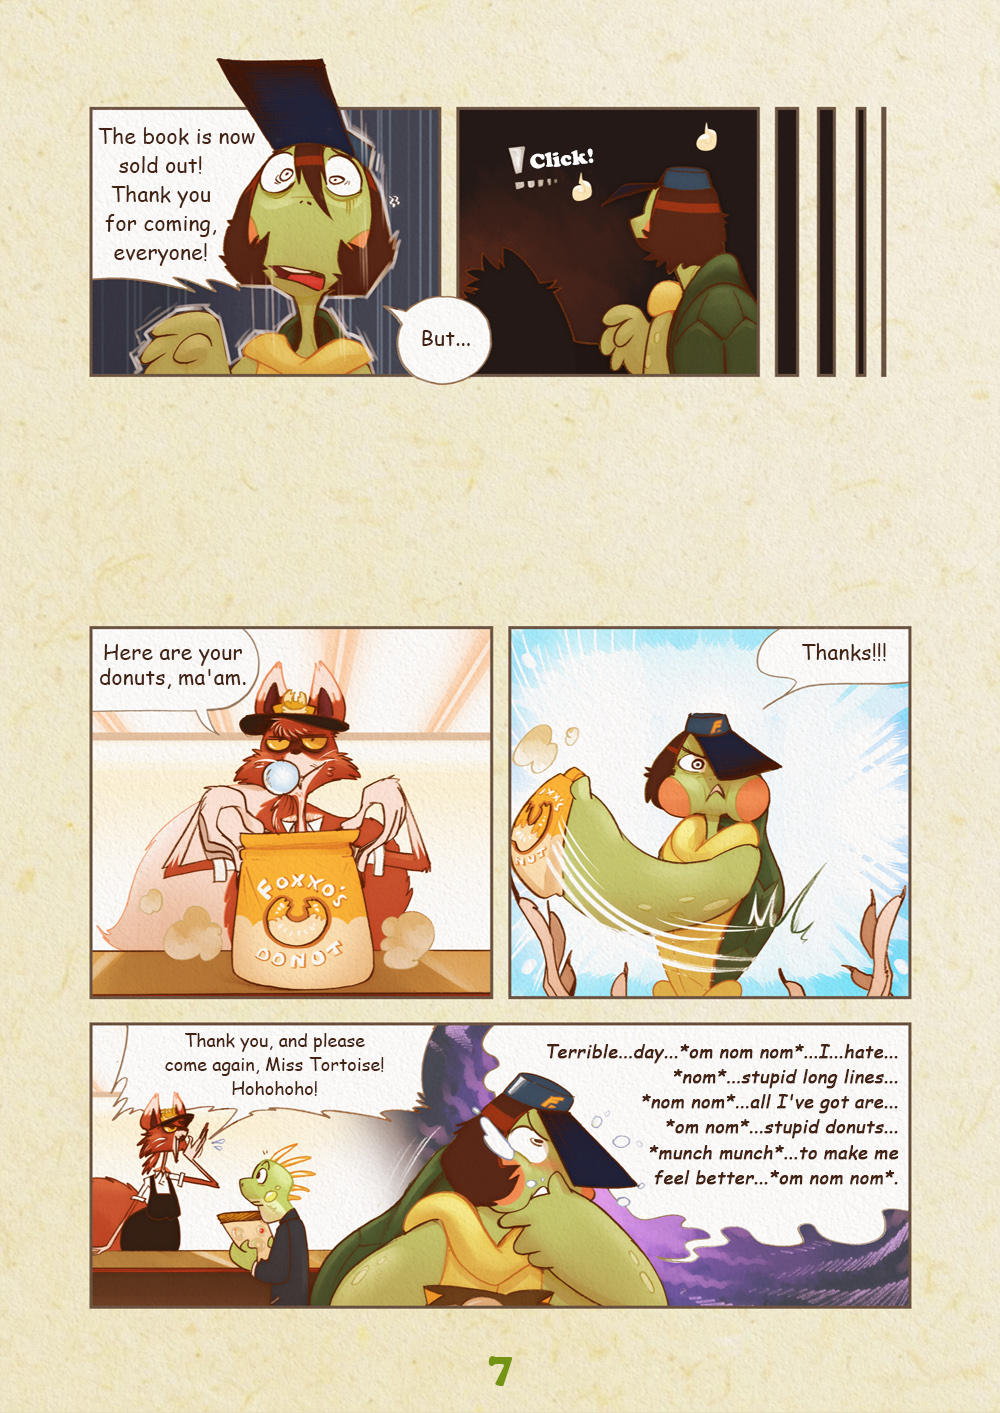 The book is now
sold out!
Thank you
for coming,
everyone!
But...
Click!
Here are your
donuts, ma'am.
FOXXO'S
DONUT
Thanks!!!
F
FOXXO'S
NUT
Thank you, and please
come again, Miss Tortoise!
Hohohoho!
F
Terrible...day...*om nom nom*...I...hate...
*nom*...stupid long lines...
*nom nom*...all I've got are...
*om nom*...stupid donuts...
*munch munch*...to make me
feel better...*om nom nom*.
7